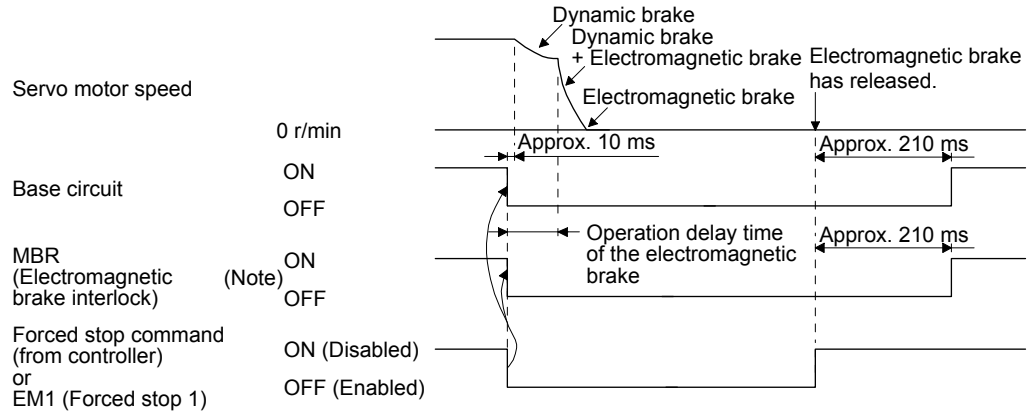 Dynamic brake
Dynamic brake
+ Electromagnetic brake
Electromagnetic brake
has released.
Servo motor speed
Electromagnetic brake
0 r/min
Approx. 10 ms
Approx. 210 ms
Base circuit
ON
OFF
Operation delay time
of the electromagnetic
brake
Approx. 210 ms
MBR
(Electromagnetic
brake interlock)
(Note)
ON
OFF
Forced stop command
(from controller)
or
EM1 (Forced stop 1)
ON (Disabled)
OFF (Enabled)